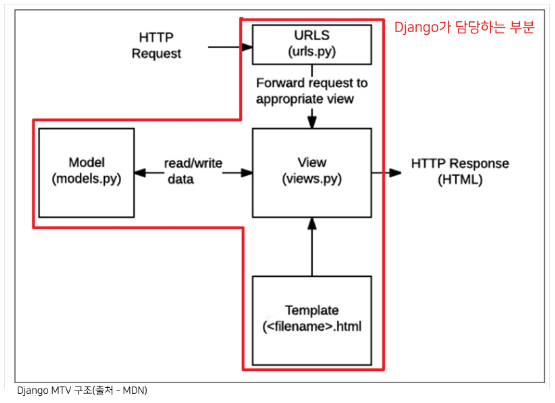 Django가 담당하는 부분
HTTP
Request
URLS
(urls.py)
Forward request to
appropriate view
Model
(models.py)
read/write
data
View
(views.py)
HTTP Response
(HTML)
Template
(<filename>.html
Django MTV 구조(출처 - MDN)